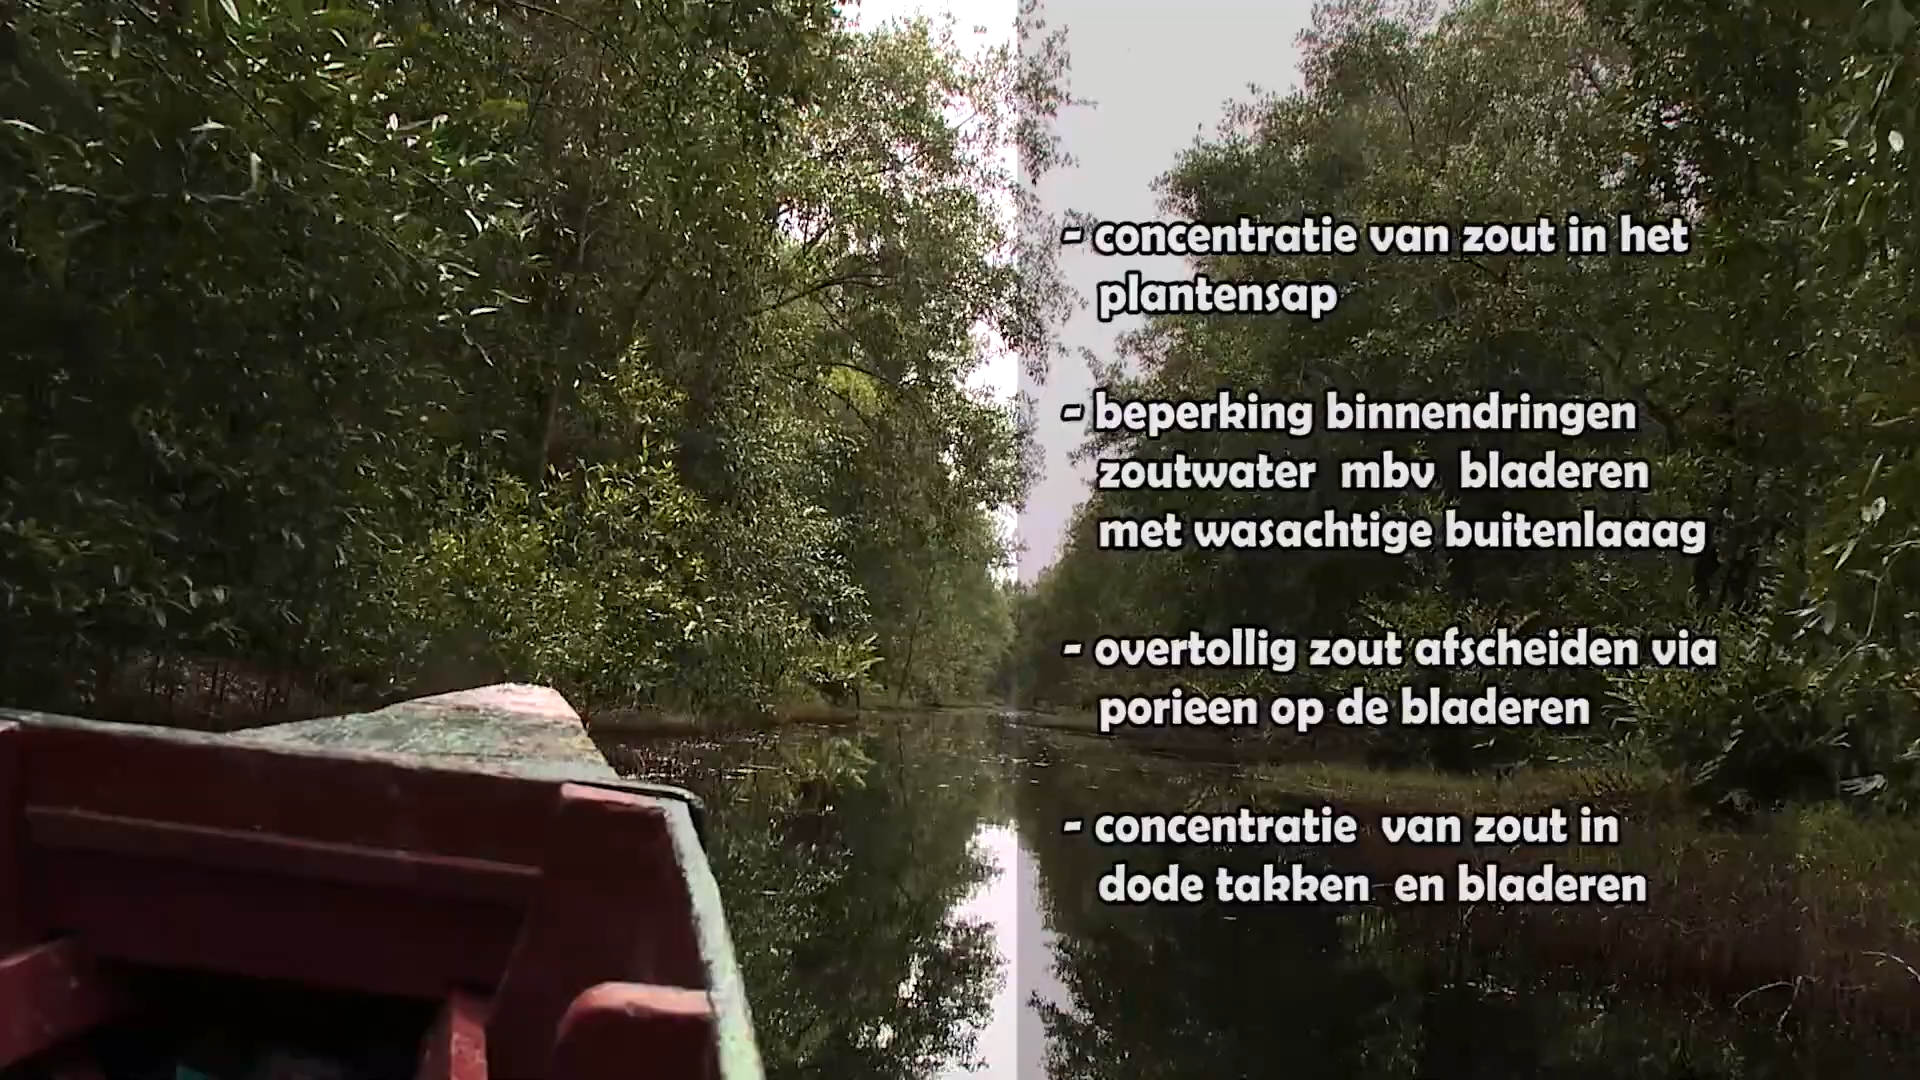 - concentratie van zout in het
plantensap
- beperking binnendringen
zoutwater mbv bladeren
met wasachtige buitenlaaag
- overtollig zout afscheiden via
porieen op de bladeren
- concentratie van zout in
dode takken en bladeren